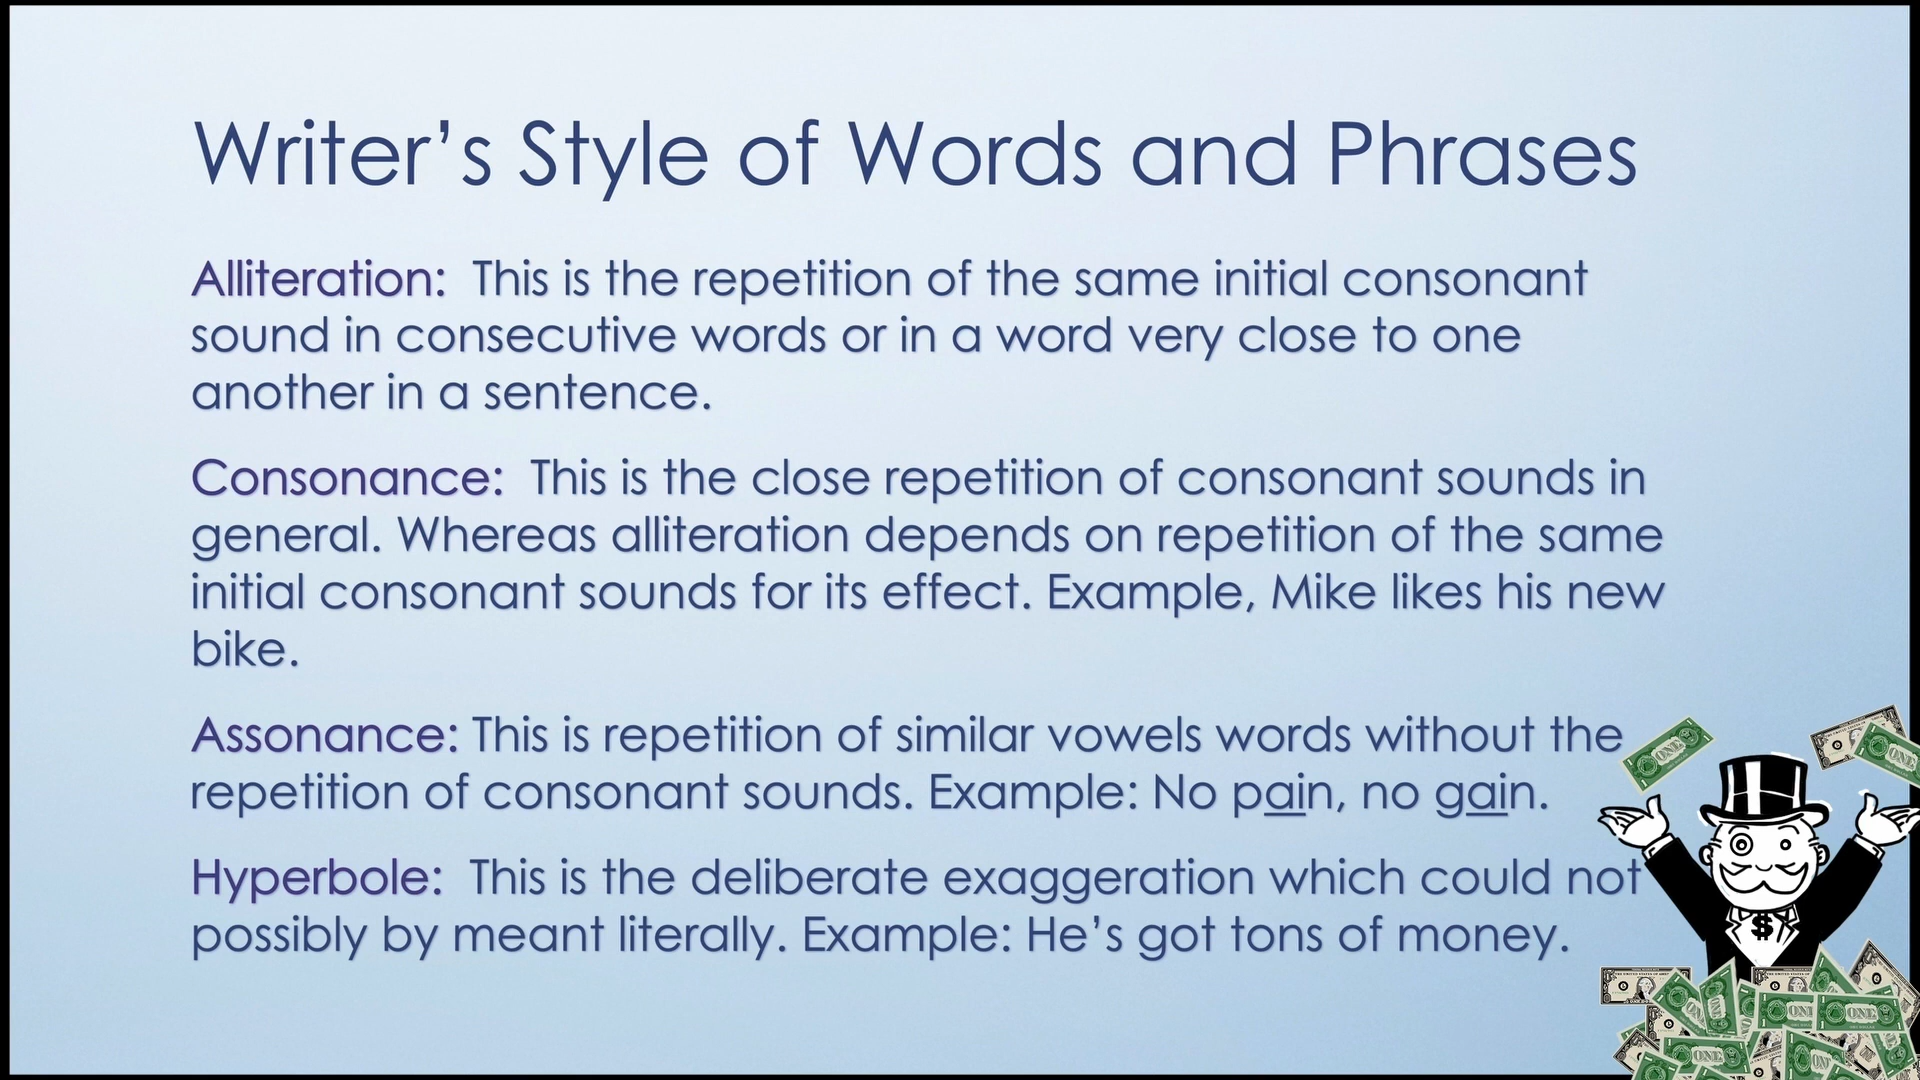 Writer’s Style of Words and Phrases
Alliteration: This is the repetition of the same initial consonant
sound in consecutive words or in a word very close to one
another in a sentence.
Consonance: This is the close repetition of consonant sounds in
general. Whereas alliteration depends on repetition of the same
initial consonant sounds for its effect. Example, Mike likes his new
bike.
Assonance: This is repetition of similar vowels words without the
repetition of consonant sounds. Example: No pain, no gain.
Hyperbole: This is the deliberate exaggeration which could not
possibly by meant literally. Example: He’s got tons of money.
ONE
ONE
$
ONE
ONE
ONE